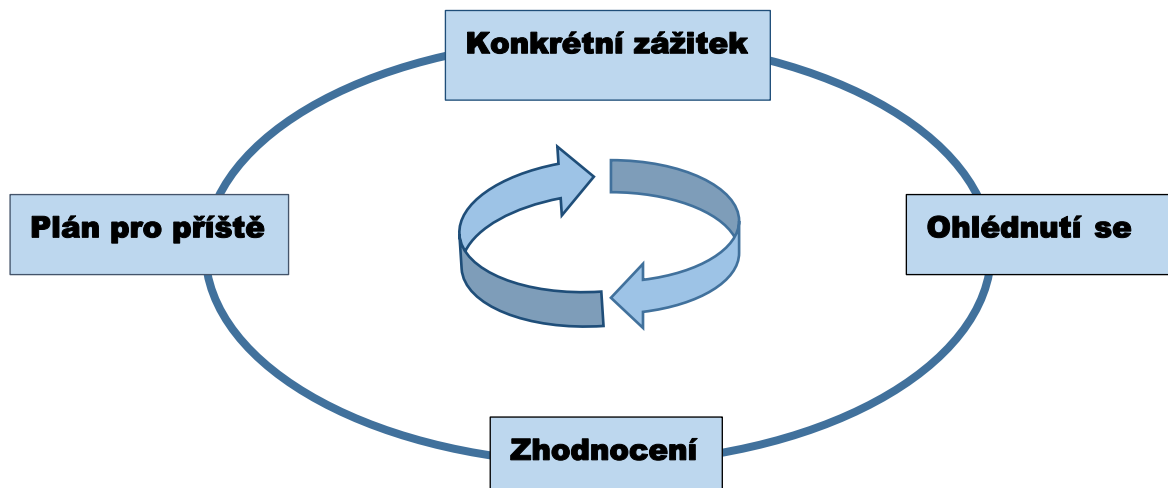 Konkrétní zážitek
Plán pro příště
Ohlédnutí se
Zhodnocení